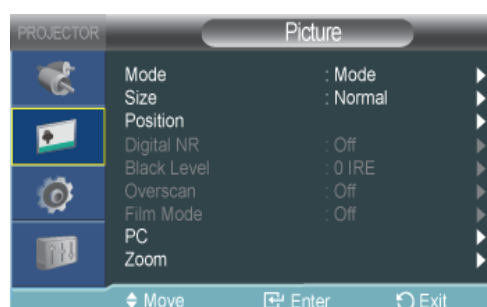 PROJECTOR Picture
Mode : Mode
Size : Normal
Position
Digital NR : Off
Black Level : 0 IRE
Overscan : Off
Film Mode : Off
PC
Zoom
Move Enter Exit